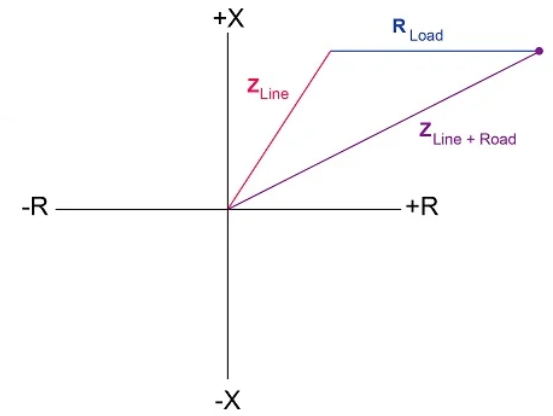 +X
R Load
Z Line
Z Line + Road
-R
+R
-X